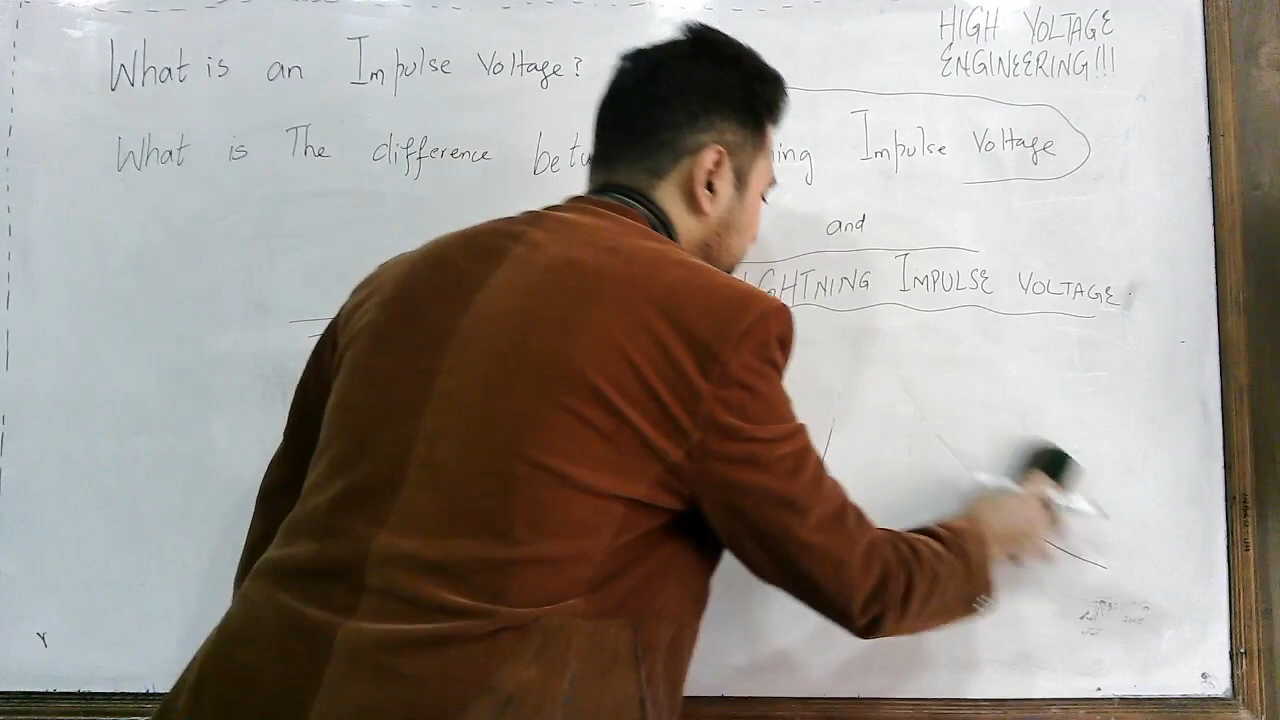 HIGH VOLTAGE
ENGINEERING!!!
What is an Impulse Voltage?
What is The difference Impulse Voltage
and
IMPULSE VOLTAGE